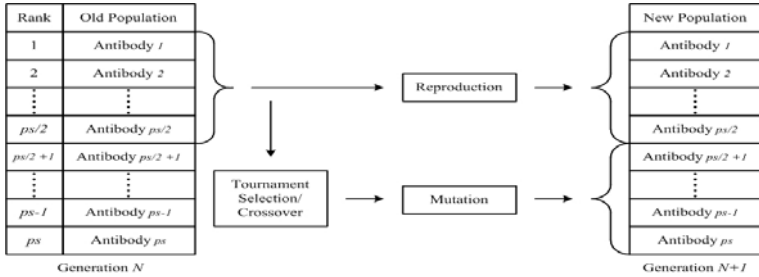 Rank Old Population New Population
1 Antibody 1 Antibody 1
2 Antibody 2 Reproduction Antibody 2
ps/2 Antibody ps/2 Antibody ps/2
ps/2 +1 Antibody ps/2 +1 Antibody ps/2 +1
Tournament
Selection/
Crossover
Mutation
ps-1 Antibody ps-1 Antibody ps-1
ps Antibody ps Antibody ps
Generation N Generation N+1